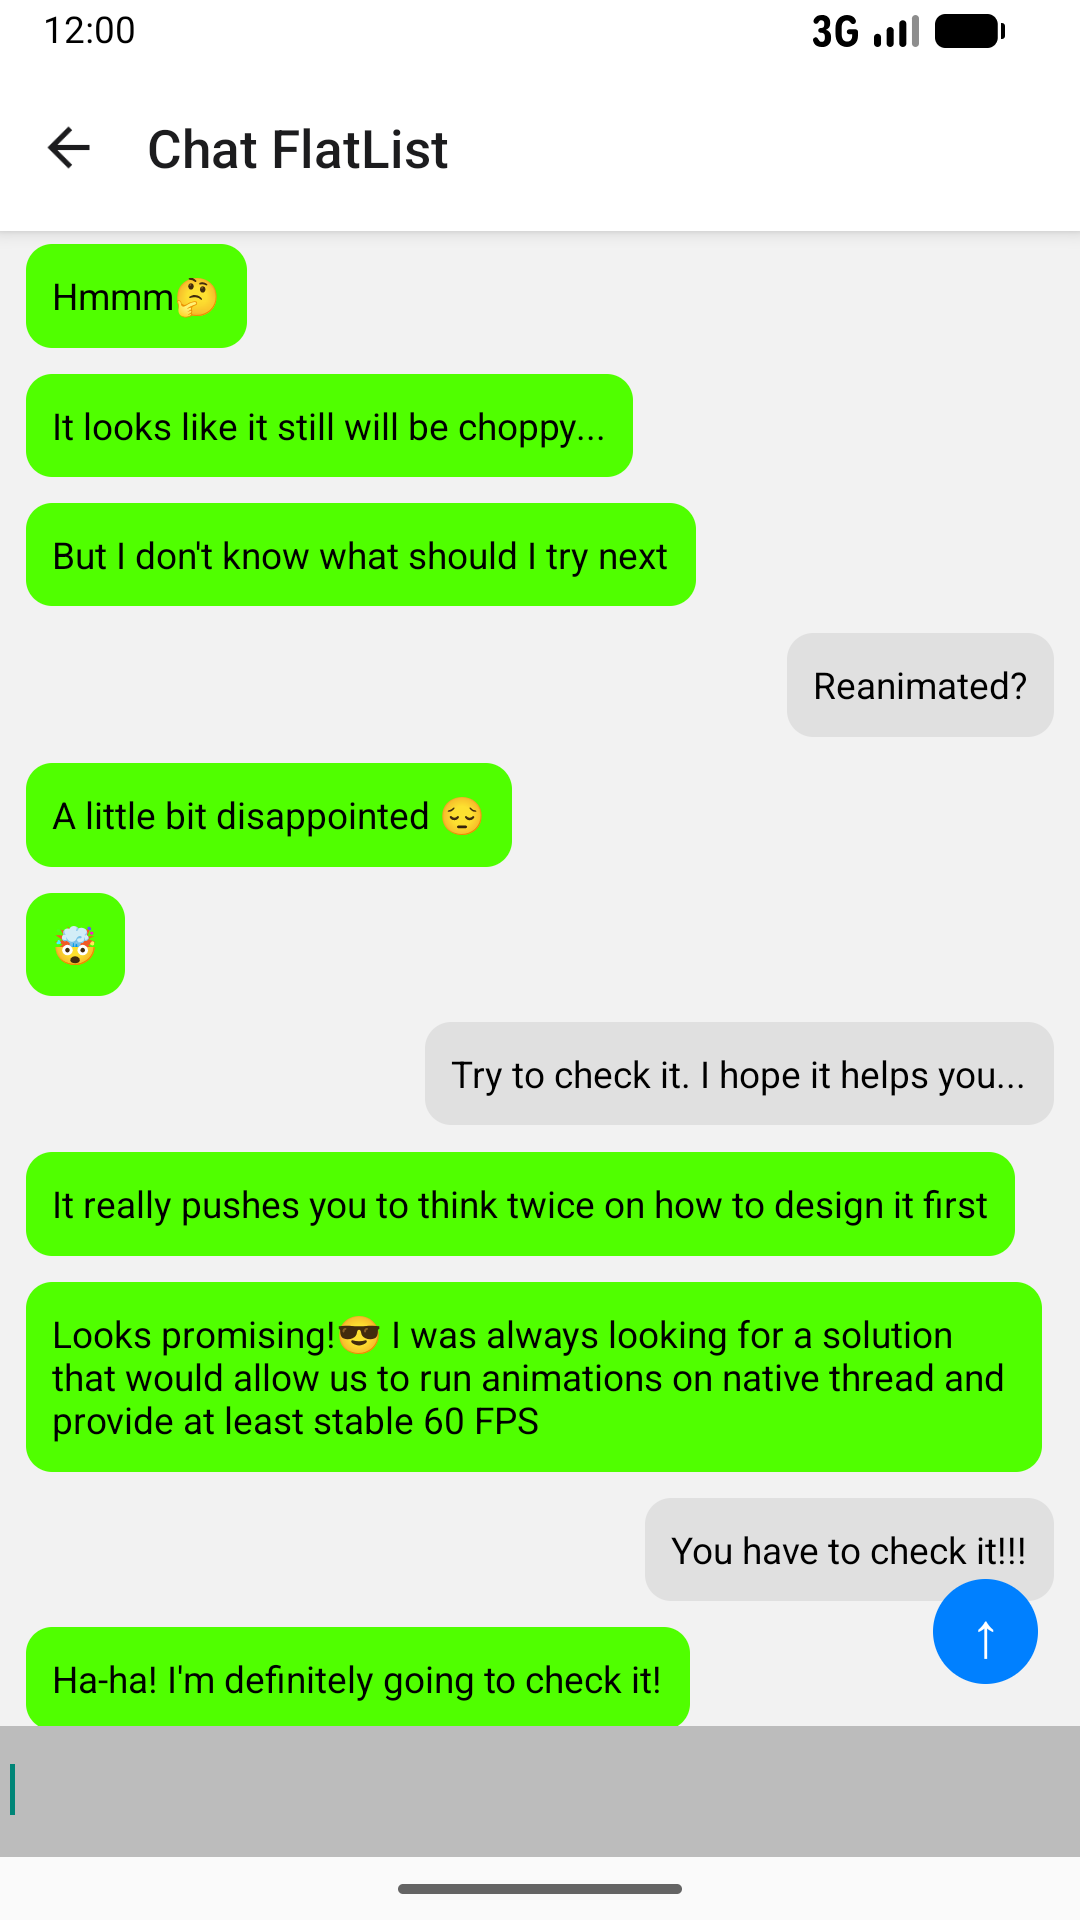 12:00
3G
Chat FlatList
Hmmm🤔
It looks like it still will be choppy...
But I don't know what should I try next
Reanimated?
A little bit disappointed 😔
🤯
Try to check it. I hope it helps you...
It really pushes you to think twice on how to design it first
Looks promising!😎 I was always looking for a solution
that would allow us to run animations on native thread and
provide at least stable 60 FPS
You have to check it!!!
↑
Ha-ha! I'm definitely going to check it!